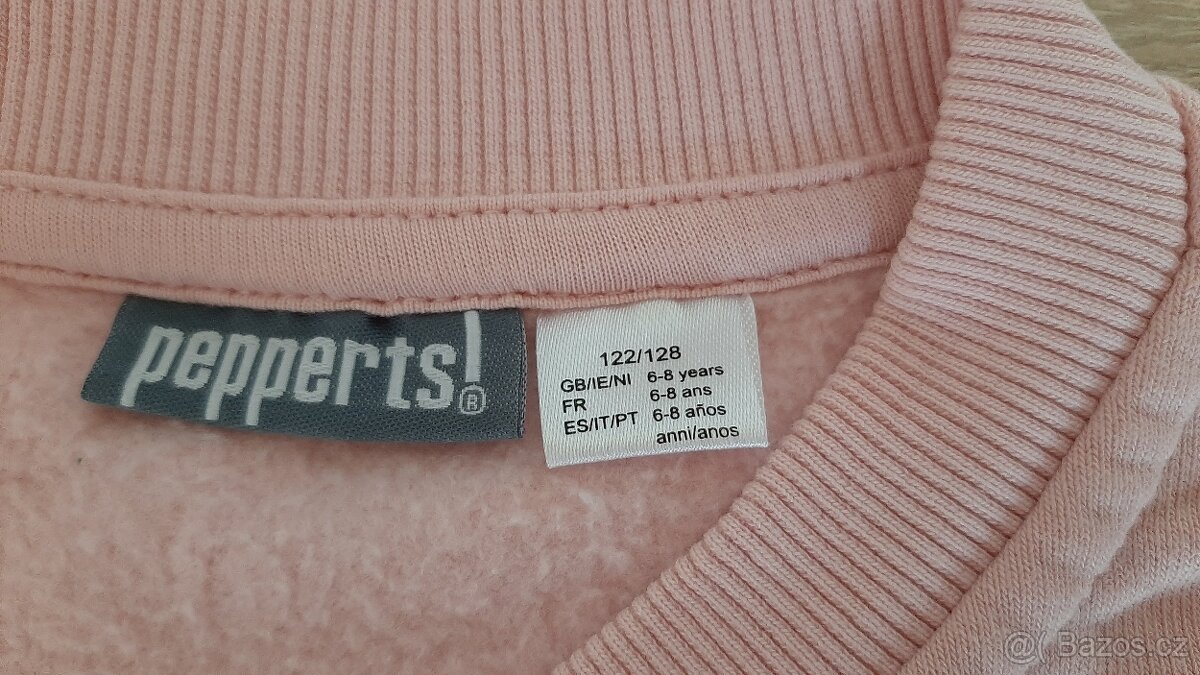 pepperts!®
122/128
GB/IE/NI 6-8 years
FR 6-8 ans
ES/IT/PT 6-8 años
anni/anos
@( Bazos.cz